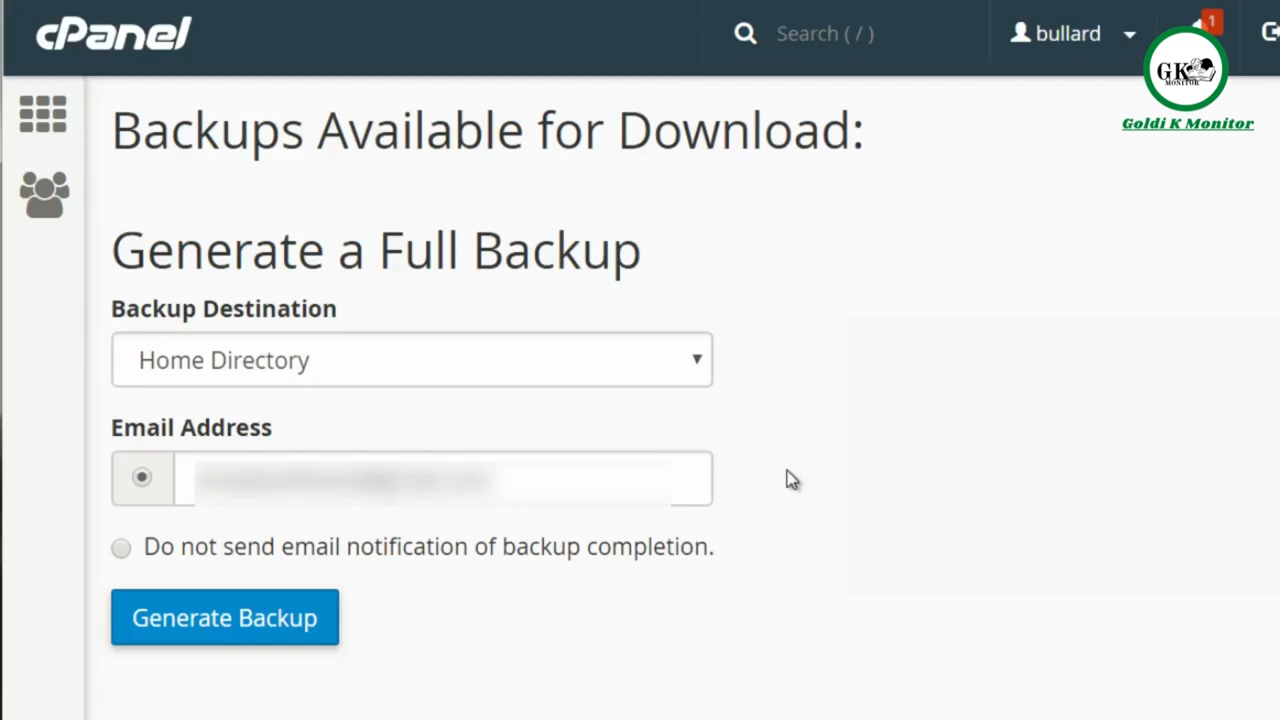 cPanel
Search ( / )
bullard
1
GK
MONITOR
Goldi K Monitor
Backups Available for Download:
Generate a Full Backup
Backup Destination
Home Directory
Email Address
Do not send email notification of backup completion.
Generate Backup